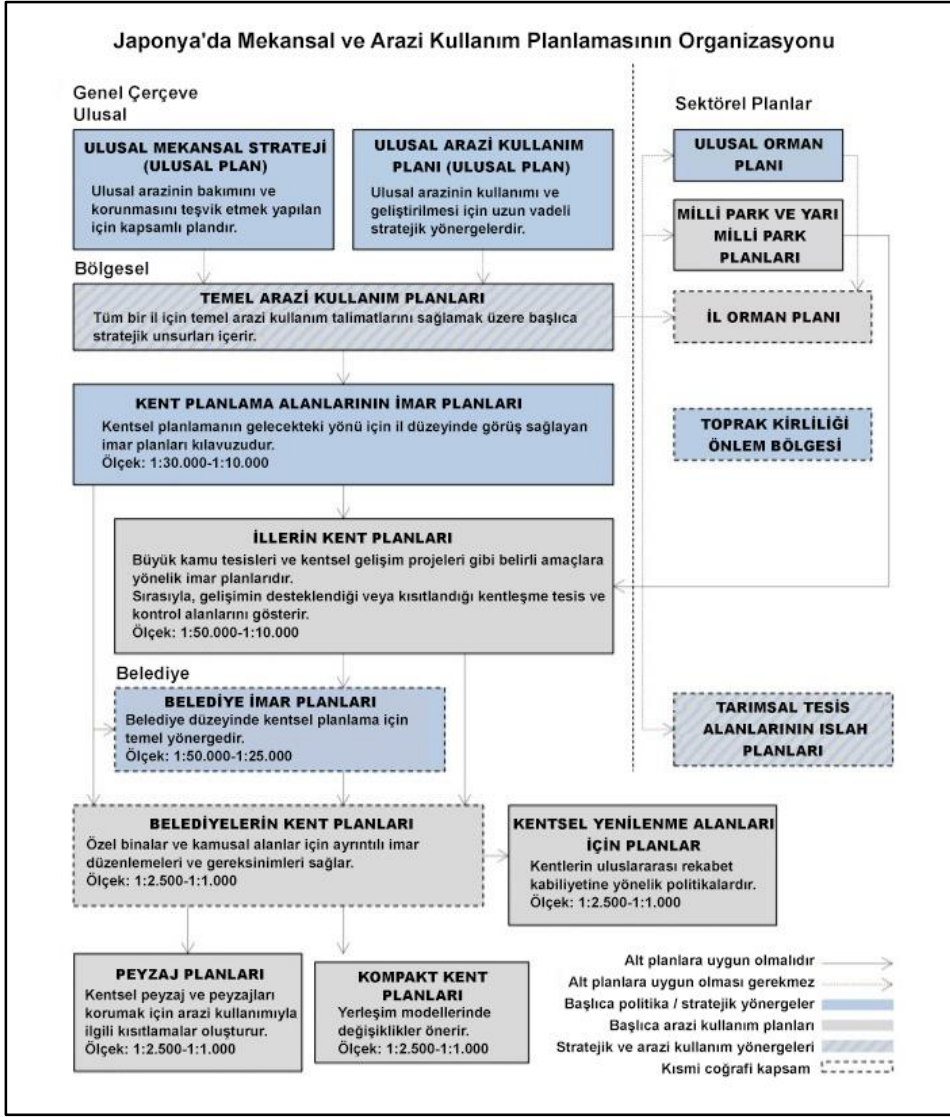 Japonya'da Mekansal ve Arazi Kullanım Planlamasının Organizasyonu
Genel Çerçeve
Ulusal
ULUSAL MEKANSAL STRATEJİ
(ULUSAL PLAN)
Ulusal arazinin bakımını ve
korunmasını teşvik etmek yapılan
için kapsamlı plandır.
ULUSAL ARAZİ KULLANIM
PLANI (ULUSAL PLAN)
Ulusal arazinin kullanımı ve
geliştirilmesi için uzun vadeli
stratejik yönergelerdir.
Bölgesel
TEMEL ARAZİ KULLANIM PLANLARI
Tüm bir il için temel arazi kullanım talimatlarını sağlamak üzere başlıca
stratejik unsurları içerir.
KENT PLANLAMA ALANLARININ İMAR PLANLARI
Kentsel planlamanın gelecekteki yönü için il düzeyinde görüş sağlayan
imar planları kılavuzudur.
Ölçek: 1:30.000-1:10.000
İLLERİN KENT PLANLARI
Büyük kamu tesisleri ve kentsel gelişim projeleri gibi belirli amaçlara
yönelik imar planlarıdır.
Sırasıyla, gelişimin desteklendiği veya kısıtlandığı kentleşme tesis ve
kontrol alanlarını gösterir.
Ölçek: 1:50.000-1:10.000
Belediye
BELEDİYE İMAR PLANLARI
Belediye düzeyinde kentsel planlama için
temel yönergedir.
Ölçek: 1:50.000-1:25.000
BELEDİYELERİN KENT PLANLARI
Özel binalar ve kamusal alanlar için ayrıntılı imar
düzenlemeleri ve gereksinimleri sağlar.
Ölçek: 1:2.500-1:1.000
KENTSEL YENİLENME ALANLARI
İÇİN PLANLAR
Kentlerin uluslararası rekabet
kabiliyetine yönelik politikalardır.
Ölçek: 1:2.500-1:1.000
PEYZAJ PLANLARI
Kentsel peyzaj ve peyzajları
korumak için arazi kullanımıyla
ilgili kısıtlamalar oluşturur.
Ölçek: 1:2.500-1:1.000
KOMPAKT KENT
PLANLARI
Yerleşim modellerinde
değişiklikler önerir.
Ölçek: 1:2.500-1:1.000
Sektörel Planlar
ULUSAL ORMAN
PLANI
MİLLİ PARK VE YARI
MİLLİ PARK
PLANLARI
İL ORMAN PLANI
TOPRAK KİRLİLİĞİ
ÖNLEM BÖLGESİ
TARIMSAL TESİS
ALANLARININ ISLAH
PLANLARI
Alt planlara uygun olmalıdır
Alt planlara uygun olması gerekmez
Başlıca politika / stratejik yönergeler
Başlıca arazi kullanım planları
Stratejik ve arazi kullanım yönergeleri
Kısmi coğrafi kapsam